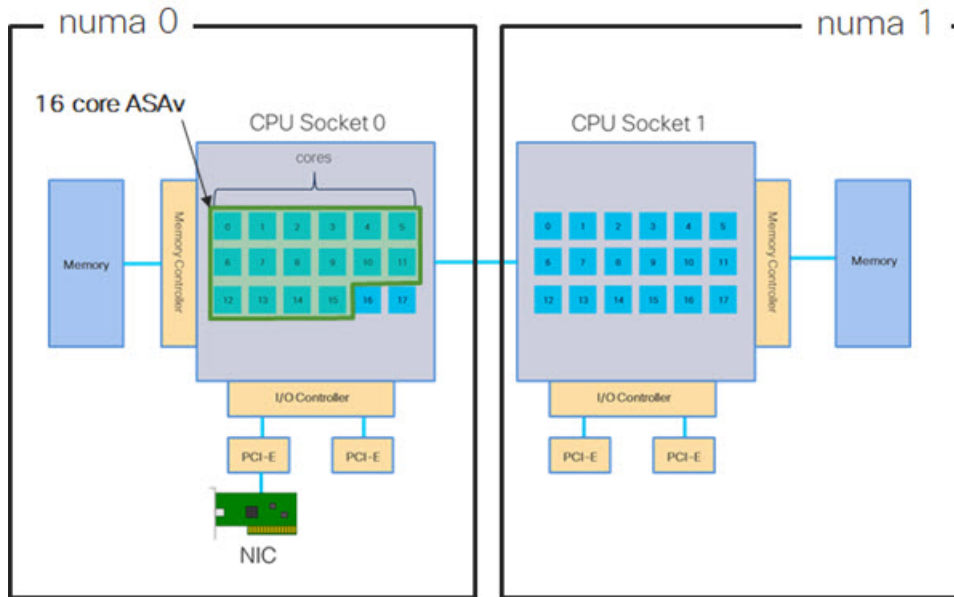 numa 0
numa 1
16 core ASAv
CPU Socket 0
CPU Socket 1
cores
Memory
Memory Controller
0 1 2 3 4 5
6 7 8 9 10 11
12 13 14 15 16 17
0 1 2 3 4 5
6 7 8 9 10 11
12 13 14 15 16 17
Memory Controller
Memory
I/O Controller
I/O Controller
PCI-E
PCI-E
PCI-E
PCI-E
NIC